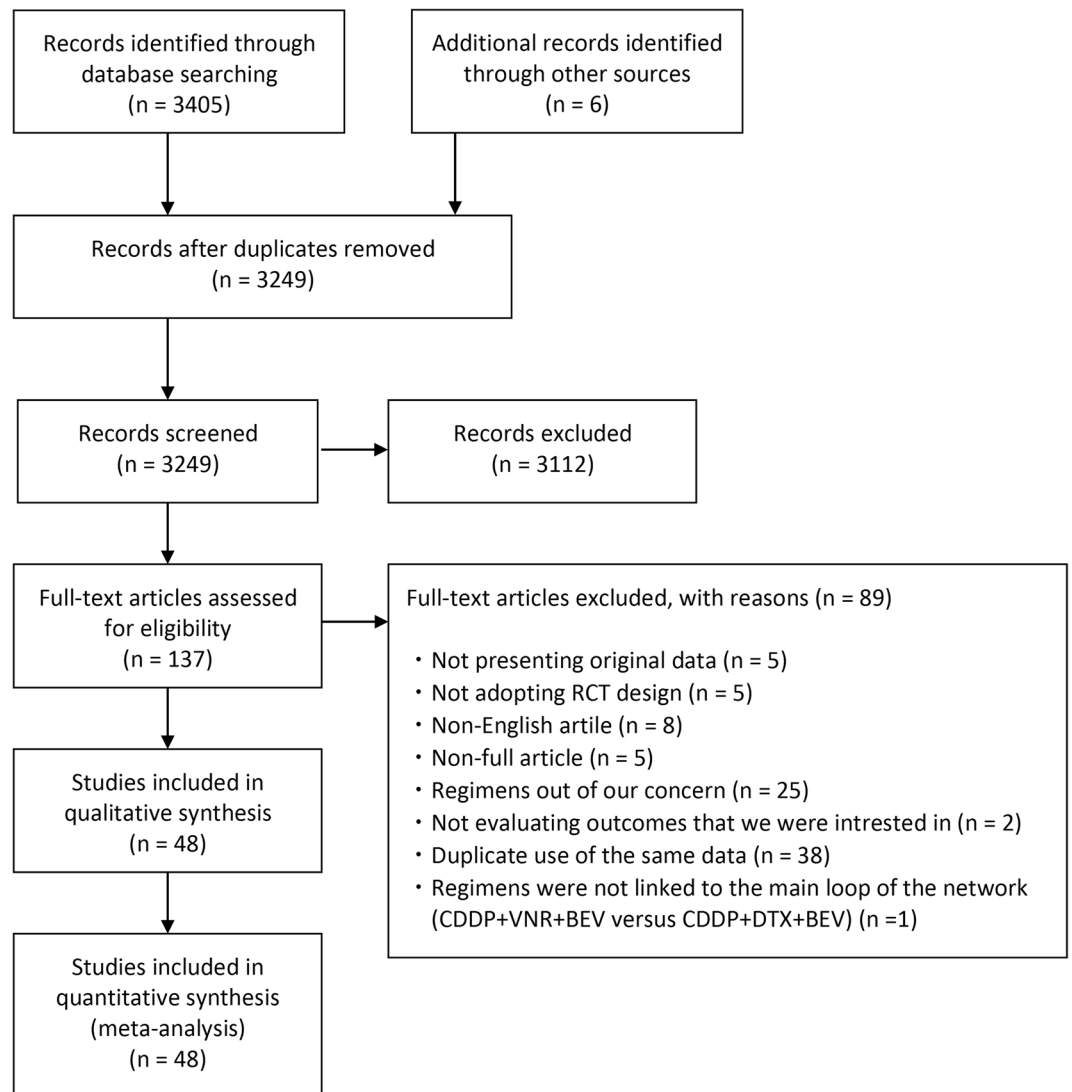 Records identified through
database searching
(n = 3405)
Additional records identified
through other sources
(n = 6)
Records after duplicates removed
(n = 3249)
Records screened
(n = 3249)
Records excluded
(n = 3112)
Full-text articles assessed
for eligibility
(n = 137)
Full-text articles excluded, with reasons (n = 89)
・Not presenting original data (n = 5)
・Not adopting RCT design (n = 5)
・Non-English artile (n = 8)
・Non-full article (n = 5)
・Regimens out of our concern (n = 25)
・Not evaluating outcomes that we were intrested in (n = 2)
・Duplicate use of the same data (n = 38)
・Regimens were not linked to the main loop of the network
(CDDP+VNR+BEV versus CDDP+DTX+BEV) (n =1)
Studies included in
qualitative synthesis
(n = 48)
Studies included in
quantitative synthesis
(meta-analysis)
(n = 48)